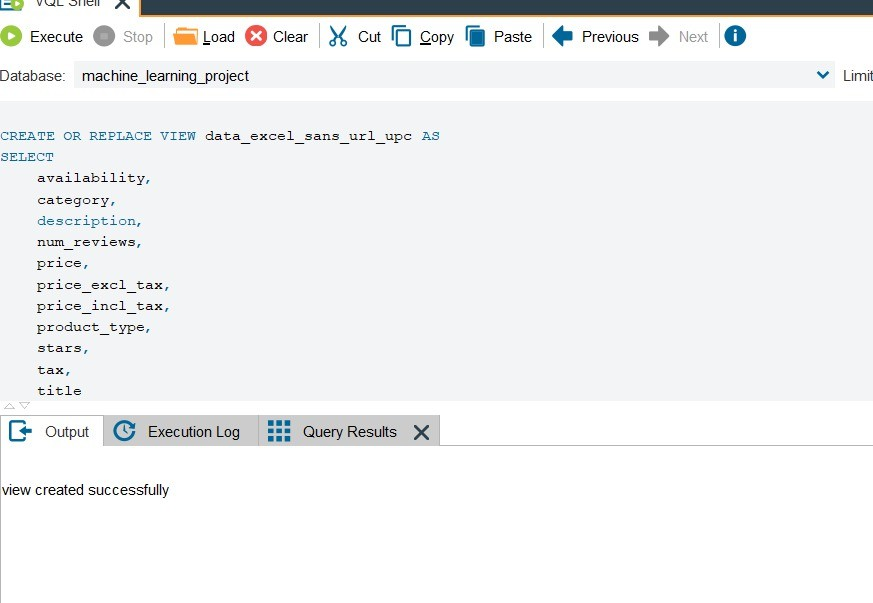 VQL Shell
Execute Stop Load Clear Cut Copy Paste Previous Next
Database: machine_learning_project
CREATE OR REPLACE VIEW data_excel_sans_url_upc AS
SELECT
availability,
category,
description,
num_reviews,
price,
price_excl_tax,
price_incl_tax,
product_type,
stars,
tax,
title
Output Execution Log Query Results
view created successfully